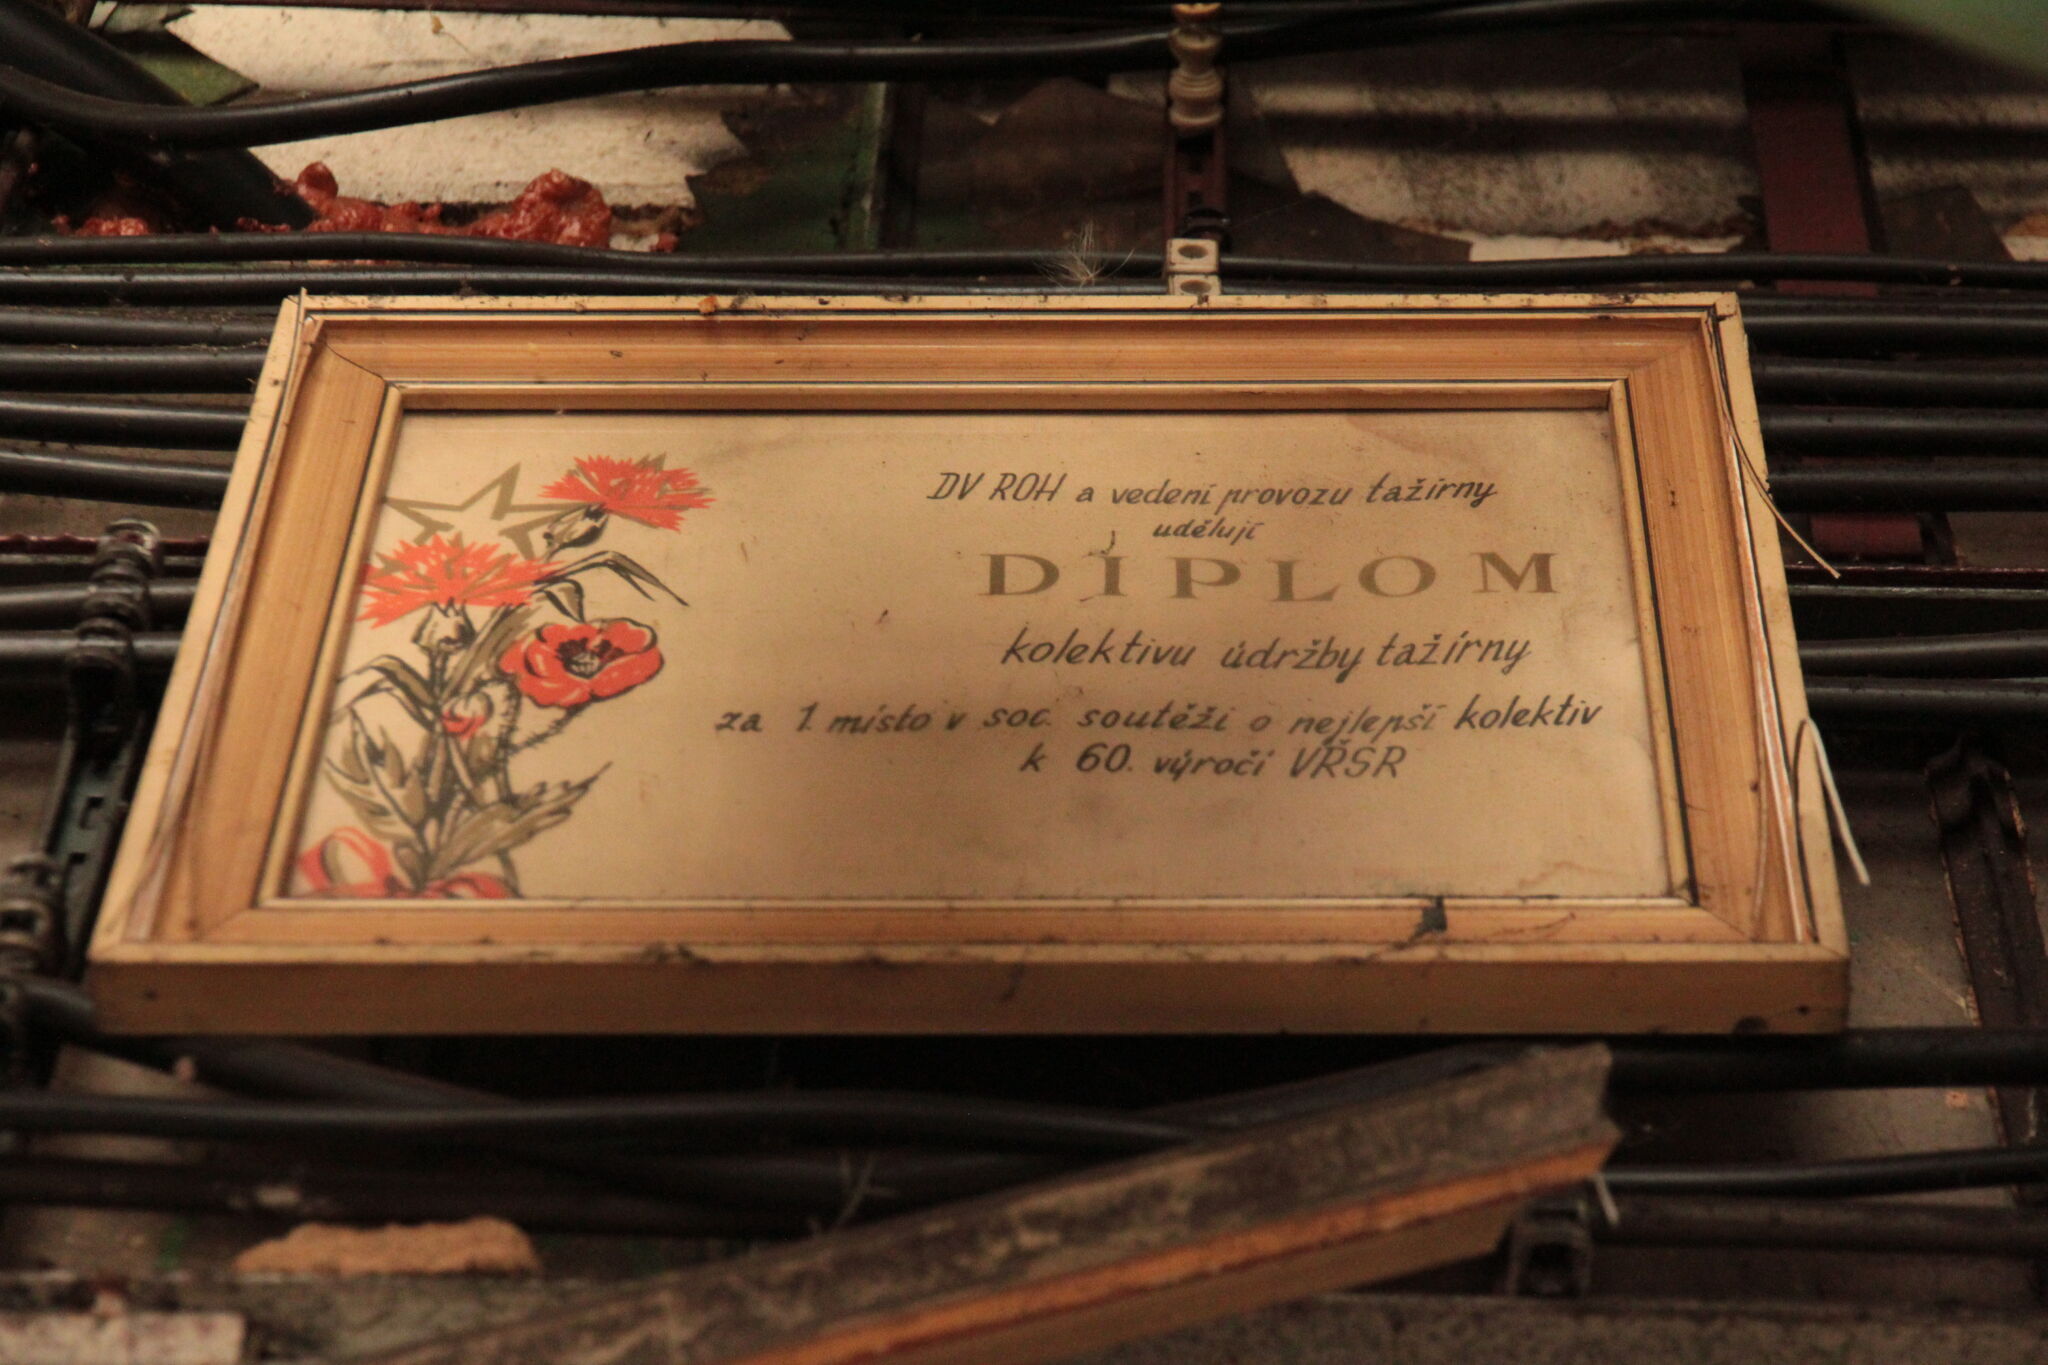 DV ROH a vedení provozu tažírny
udělují
DIPLOM
kolektivu údržby tažírny
za 1. místo v soc. soutěži o nejlepší kolektiv
k 60. výročí VŘSR